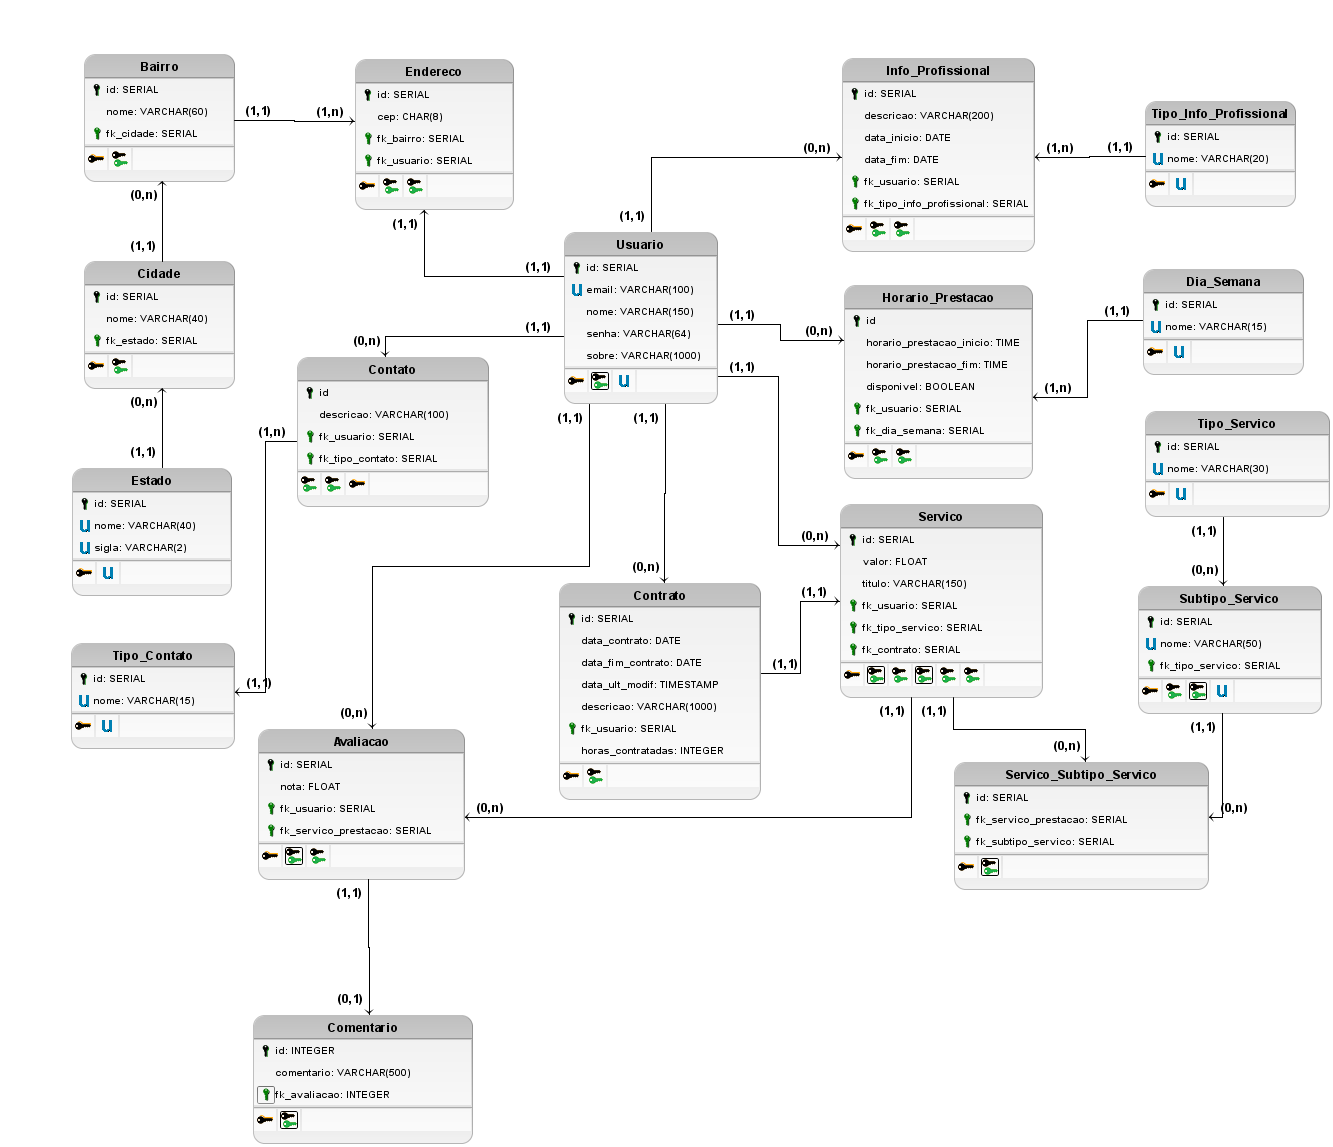 Bairro
id: SERIAL
nome: VARCHAR(60)
fk_cidade: SERIAL
(1,1)
(1,n)
Endereco
id: SERIAL
cep: CHAR(8)
fk_bairro: SERIAL
fk_usuario: SERIAL
(0,n)
(1,1)
Cidade
id: SERIAL
nome: VARCHAR(40)
fk_estado: SERIAL
(0,n)
(1,1)
Estado
id: SERIAL
U nome: VARCHAR(40)
U sigla: VARCHAR(2)
U
(1,1)
(1,1)
Usuario
id: SERIAL
U email: VARCHAR(100)
nome: VARCHAR(150)
senha: VARCHAR(64)
sobre: VARCHAR(1000)
U
(1,1)
(0,n)
Info_Profissional
id: SERIAL
descricao: VARCHAR(200)
data_inicio: DATE
data_fim: DATE
fk_usuario: SERIAL
fk_tipo_info_profissional: SERIAL
(1,n)
(1,1)
Tipo_Info_Profissional
id: SERIAL
U nome: VARCHAR(20)
U
(1,1)
(0,n)
Horario_Prestacao
id
horario_prestacao_inicio: TIME
horario_prestacao_fim: TIME
disponivel: BOOLEAN
fk_usuario: SERIAL
fk_dia_semana: SERIAL
(1,1)
(1,n)
Dia_Semana
id: SERIAL
U nome: VARCHAR(15)
U
(1,1)
(0,n)
Contato
id
descricao: VARCHAR(100)
fk_usuario: SERIAL
fk_tipo_contato: SERIAL
(1,n)
(1,1)
Tipo_Contato
id: SERIAL
U nome: VARCHAR(15)
U
(1,1)
(0,n)
Servico
id: SERIAL
valor: FLOAT
titulo: VARCHAR(150)
fk_usuario: SERIAL
fk_tipo_servico: SERIAL
fk_contrato: SERIAL
Tipo_Servico
id: SERIAL
U nome: VARCHAR(30)
U
(1,1)
(0,n)
Subtipo_Servico
id: SERIAL
U nome: VARCHAR(50)
fk_tipo_servico: SERIAL
U
(1,1)
(0,n)
(1,1)
(0,n)
Contrato
id: SERIAL
data_contrato: DATE
data_fim_contrato: DATE
data_ult_modif: TIMESTAMP
descricao: VARCHAR(1000)
fk_usuario: SERIAL
horas_contratadas: INTEGER
(1,1)
(1,1)
(1,1)
(1,1)
(0,n)
Servico_Subtipo_Servico
id: SERIAL
fk_servico_prestacao: SERIAL
fk_subtipo_servico: SERIAL
(1,1)
(0,n)
Avaliacao
id: SERIAL
nota: FLOAT
fk_usuario: SERIAL
fk_servico_prestacao: SERIAL
(0,n)
(1,1)
(0,1)
Comentario
id: INTEGER
comentario: VARCHAR(500)
fk_avaliacao: INTEGER